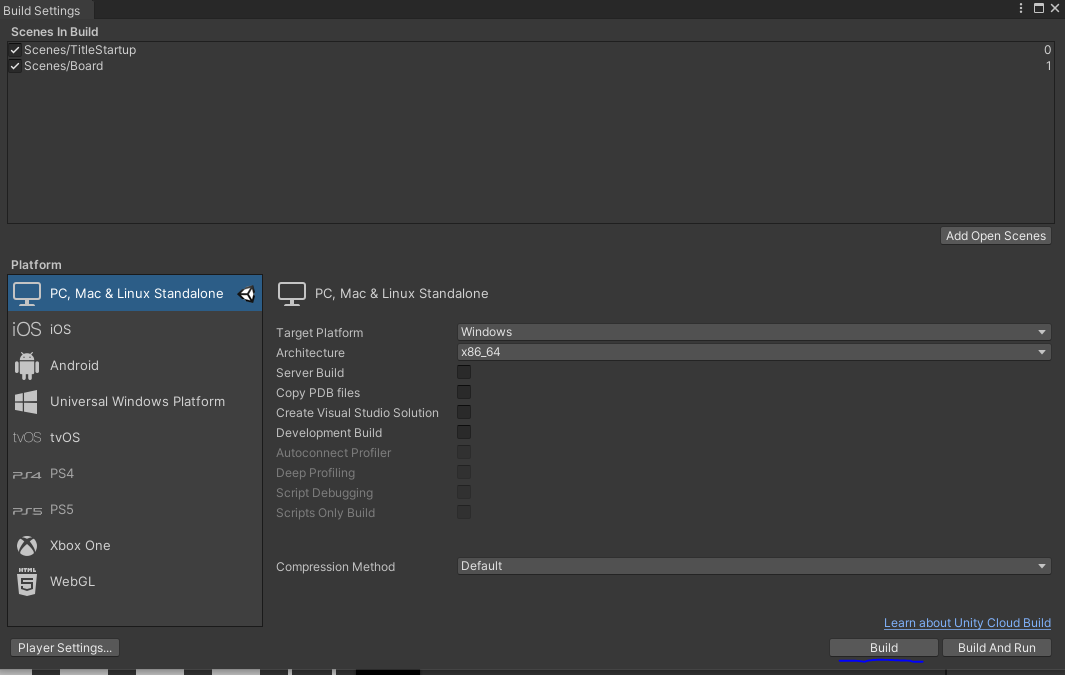 Build Settings
Scenes In Build
Scenes/TitleStartup 0
Scenes/Board 1
Add Open Scenes
Platform
PC, Mac & Linux Standalone
iOS iOS
Android
Universal Windows Platform
tvOS tvOS
PS4 PS4
PS5 PS5
Xbox One
HTML 5 WebGL
PC, Mac & Linux Standalone
Target Platform Windows
Architecture x86_64
Server Build
Copy PDB files
Create Visual Studio Solution
Development Build
Autoconnect Profiler
Deep Profiling
Script Debugging
Scripts Only Build
Compression Method Default
Learn about Unity Cloud Build
Player Settings... Build Build And Run